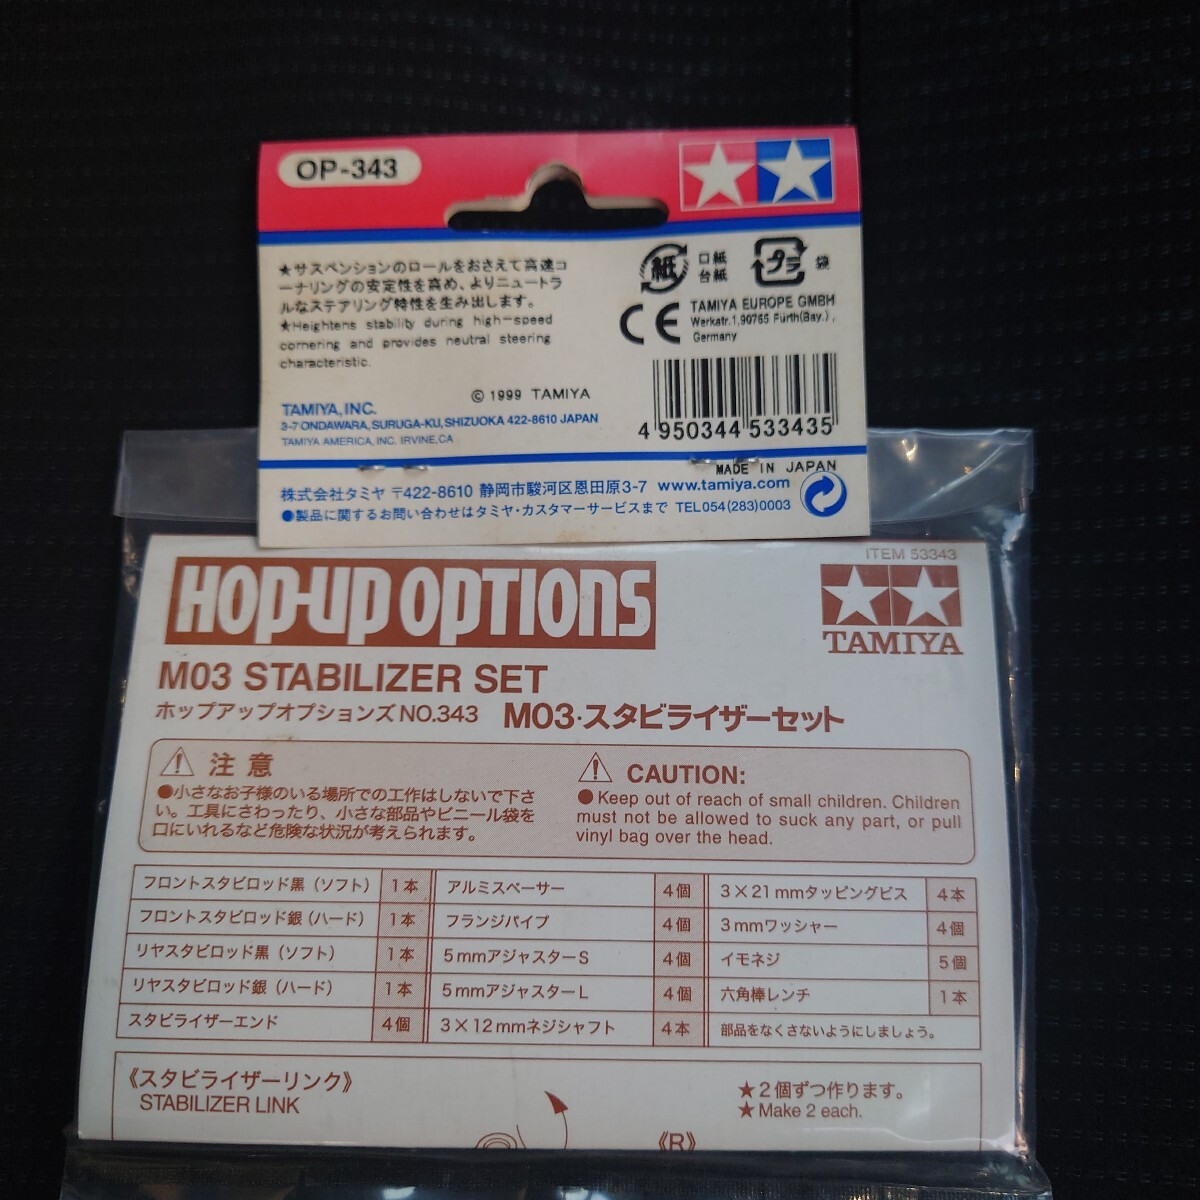 OP-343
★サスペンションのロールをおさえて高速コ
ーナリングの安定性を高め、よりニュートラ
ルなステアリング特性を生み出します。
★Heightens stability during high-speed
cornering and provides neutral steering
characteristic.
© 1999 TAMIYA
TAMIYA, INC.
3-7 ONDAWARA, SURUGA-KU, SHIZUOKA 422-8610 JAPAN
TAMIYA AMERICA, INC. IRVINE, CA
紙
口紙
台紙
プラ
袋
CE
TAMIYA EUROPE GMBH
Werkstr.1,90765 Fürth(Bay.),
Germany
4 950344 533435
MADE IN JAPAN
株式会社タミヤ 〒422-8610 静岡市駿河区恩田原3-7 www.tamiya.com
●製品に関するお問い合わせはタミヤ・カスタマーサービスまで TEL054(283)0003
ITEM 53343
HOP-UP OPTIONS
TAMIYA
M03 STABILIZER SET
ホップアップオプションズNO.343 M03・スタビライザーセット
注意
●小さなお子様のいる場所での工作はしないで下さ
い。工具にさわったり、小さな部品やビニール袋を
口にいれるなど危険な状況が考えられます。
CAUTION:
●Keep out of reach of small children. Children
must not be allowed to suck any part, or pull
vinyl bag over the head.
フロントスタビロッド黒（ソフト） 1本
フロントスタビロッド銀（ハード） 1本
リヤスタビロッド黒（ソフト） 1本
リヤスタビロッド銀（ハード） 1本
スタビライザーエンド 4個
アルミスペーサー 4個
フランジパイプ 4個
5mmアジャスターS 4個
5mmアジャスターL 4個
3×12mmネジシャフト 4本
3×21mmタッピングビス 4本
3mmワッシャー 4個
イモネジ 5個
六角棒レンチ 1本
部品をなくさないようにしましょう。
《スタビライザーリンク》
STABILIZER LINK
★2個ずつ作ります。
★Make 2 each.
《R》